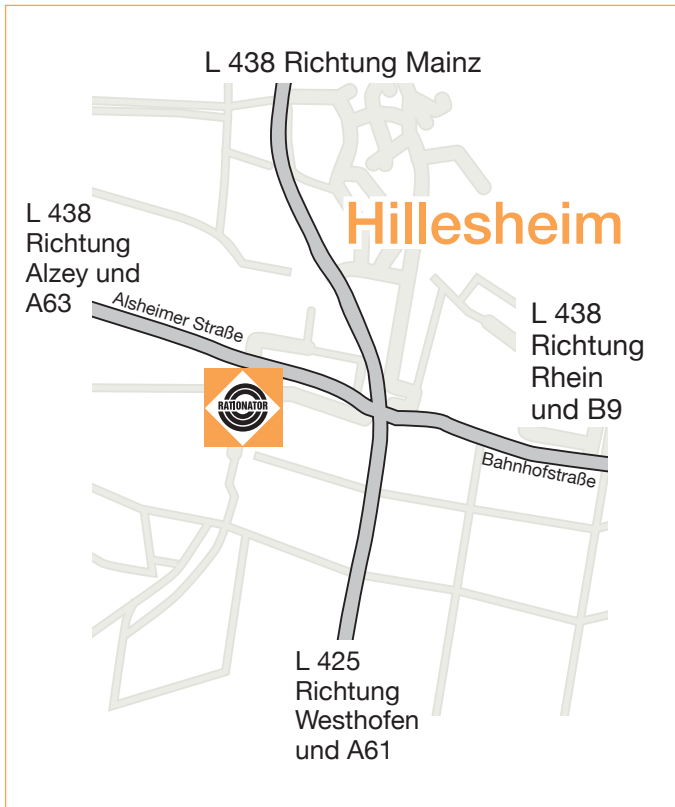 L 438 Richtung Mainz
Hillesheim
L 438
Richtung
Alzey und
A63
Alsheimer Straße
L 438
Richtung
Rhein
und B9
RATIONATOR
Bahnhofstraße
L 425
Richtung
Westhofen
und A61